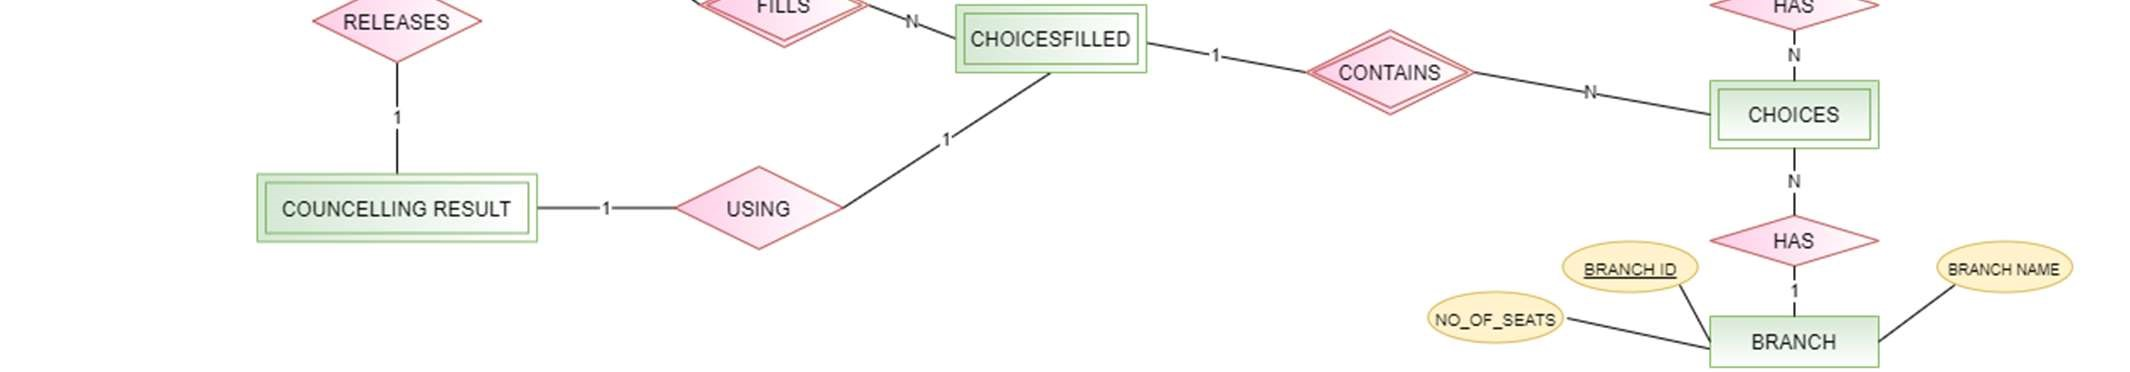 FILLS
HAS
RELEASES
N
CHOICESFILLED
1
N
CONTAINS
N
CHOICES
1
1
N
COUNCELLING RESULT
1
USING
HAS
BRANCH ID
BRANCH NAME
1
NO_OF_SEATS
BRANCH